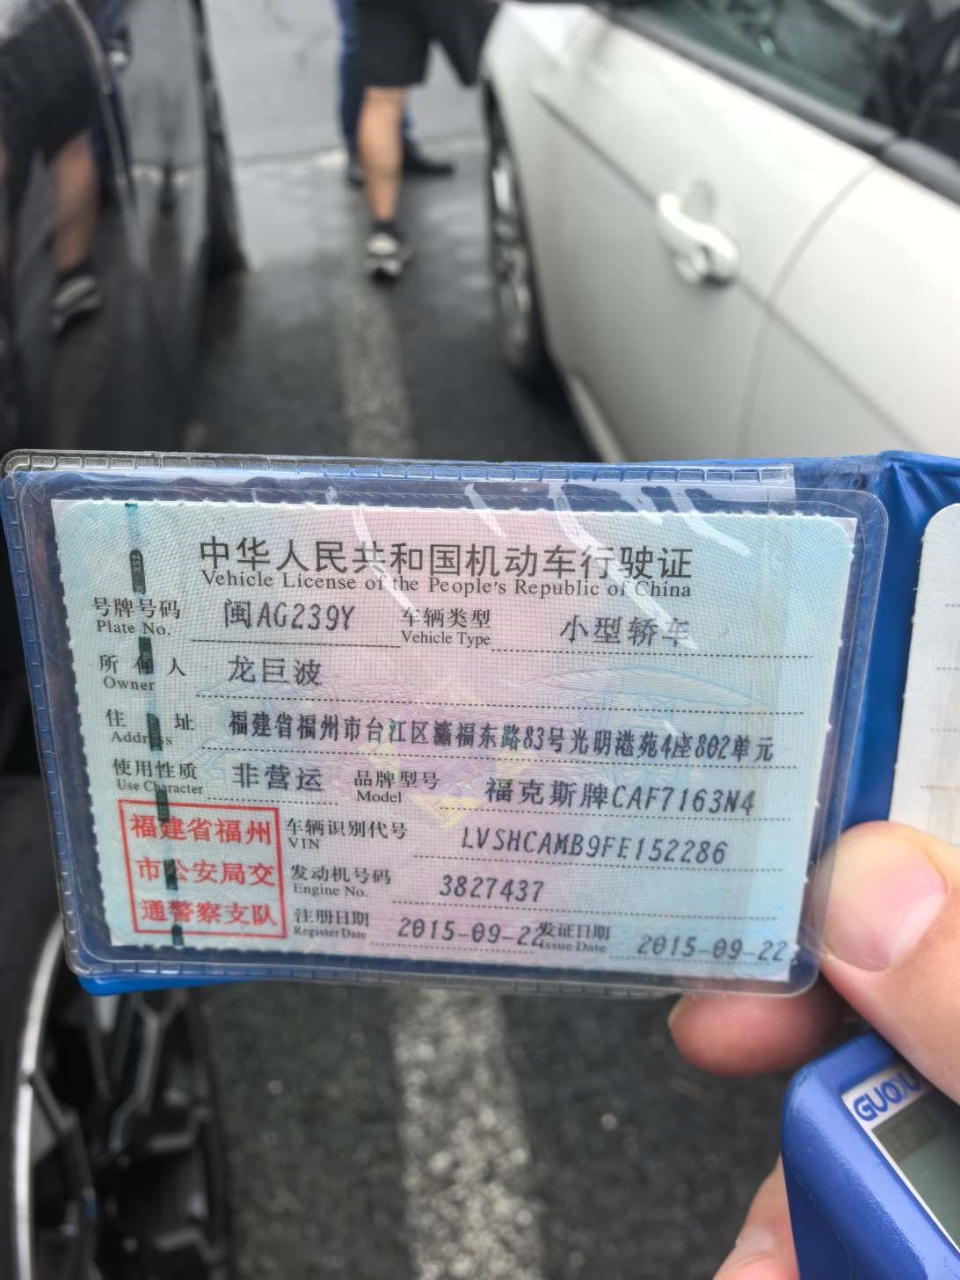 中华人民共和国机动车行驶证
Vehicle License of the People's Republic of China
号牌号码 闽AG239Y 车辆类型 小型轿车
Plate No. Vehicle Type
所有人 龙巨波
Owner
住址 福建省福州市台江区瀛福东路83号光明港苑4座802单元
Address
使用性质 非营运 品牌型号 福克斯牌CAF7163N4
Use Character Model
福建省福州
市公安局交
通警察支队
车辆识别代号 LVSHCAMB9FE152286
VIN
发动机号码 3827437
Engine No.
注册日期 2015-09-22 发证日期 2015-09-22
Register Date Issue Date